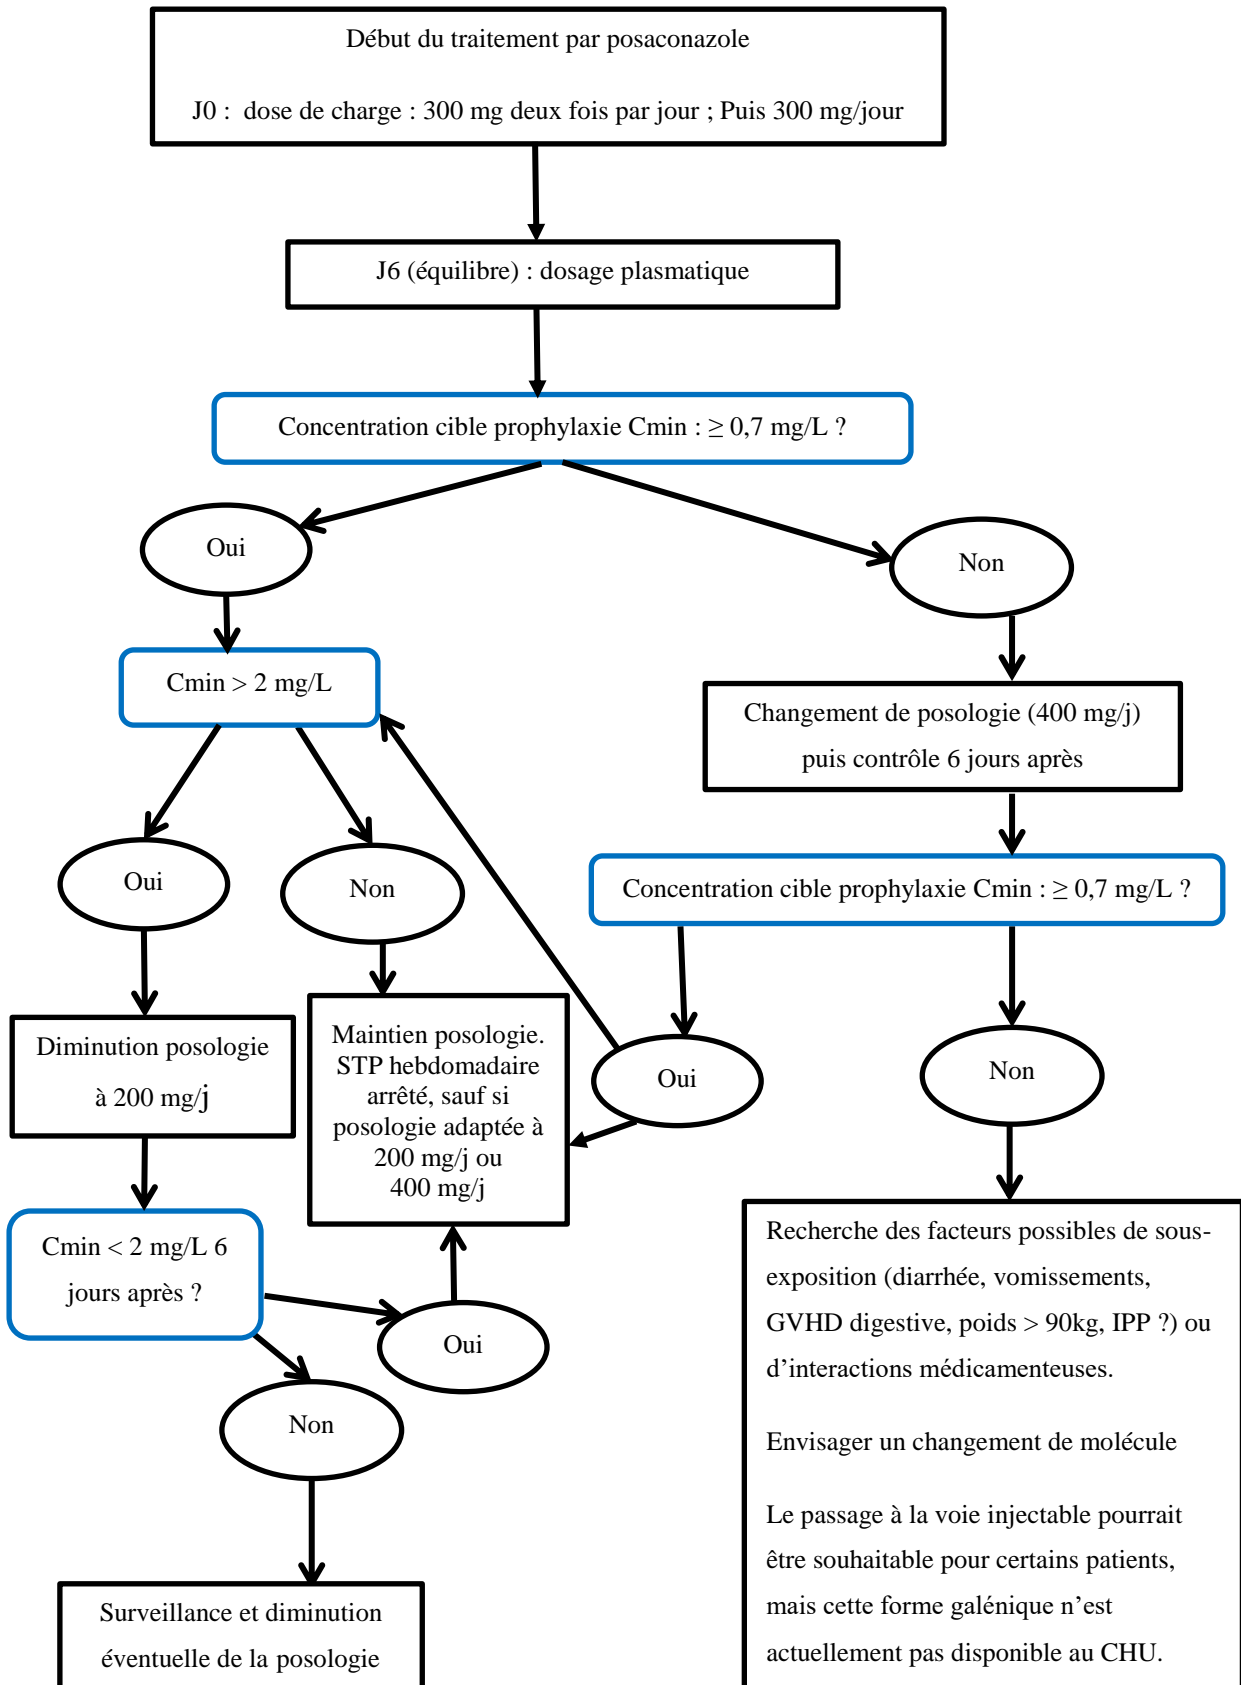 Début du traitement par posaconazole
J0 : dose de charge : 300 mg deux fois par jour ; Puis 300 mg/jour
J6 (équilibre) : dosage plasmatique
Concentration cible prophylaxie Cmin : ≥ 0,7 mg/L ?
Oui
Non
Cmin > 2 mg/L
Changement de posologie (400 mg/j)
puis contrôle 6 jours après
Oui
Non
Concentration cible prophylaxie Cmin : ≥ 0,7 mg/L ?
Diminution posologie
à 200 mg/j
Maintien posologie.
STP hebdomadaire
arrêté, sauf si
posologie adaptée à
200 mg/j ou
400 mg/j
Oui
Non
Cmin < 2 mg/L 6
jours après ?
Oui
Non
Recherche des facteurs possibles de sous-
exposition (diarrhée, vomissements,
GVHD digestive, poids > 90kg, IPP ?) ou
d’interactions médicamenteuses.
Envisager un changement de molécule
Le passage à la voie injectable pourrait
être souhaitable pour certains patients,
mais cette forme galénique n’est
actuellement pas disponible au CHU.
Surveillance et diminution
éventuelle de la posologie